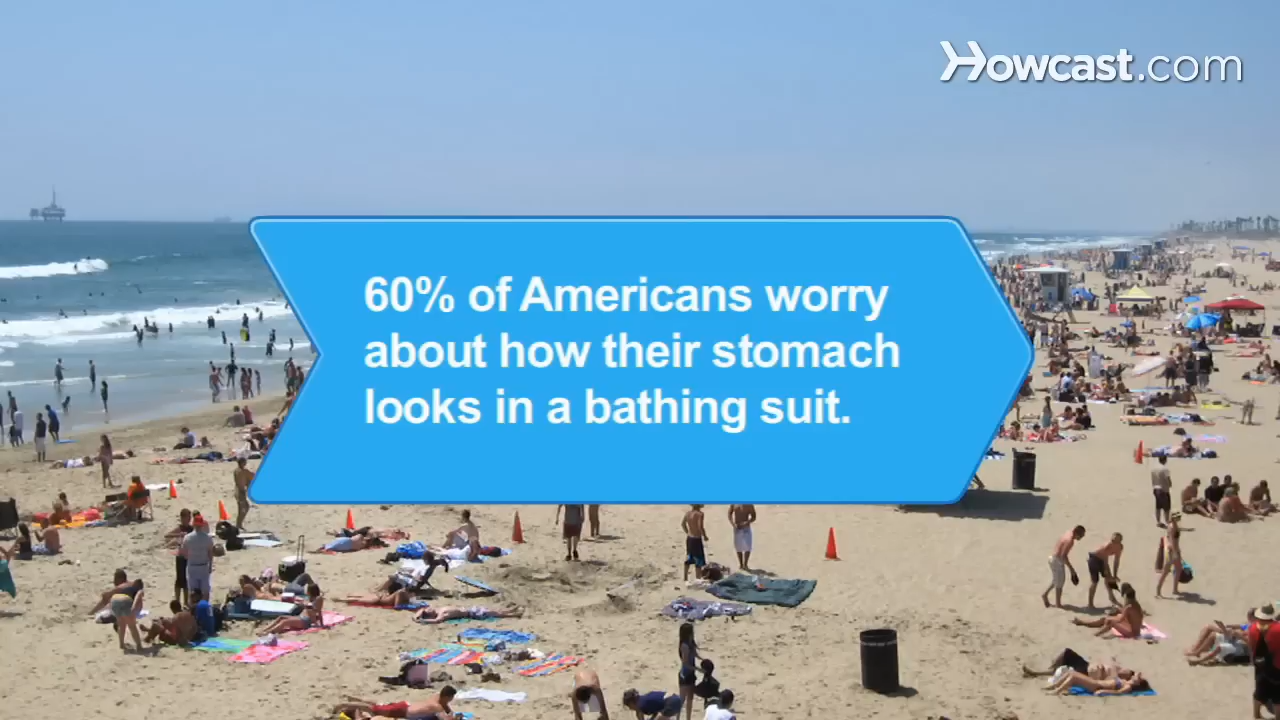 Howcast.com
60% of Americans worry
about how their stomach
looks in a bathing suit.